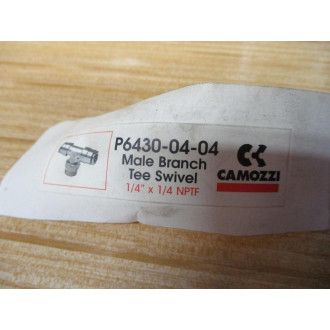 P6430-04-04
Male Branch
Tee Swivel
1/4" x 1/4 NPTF
CAMOZZI